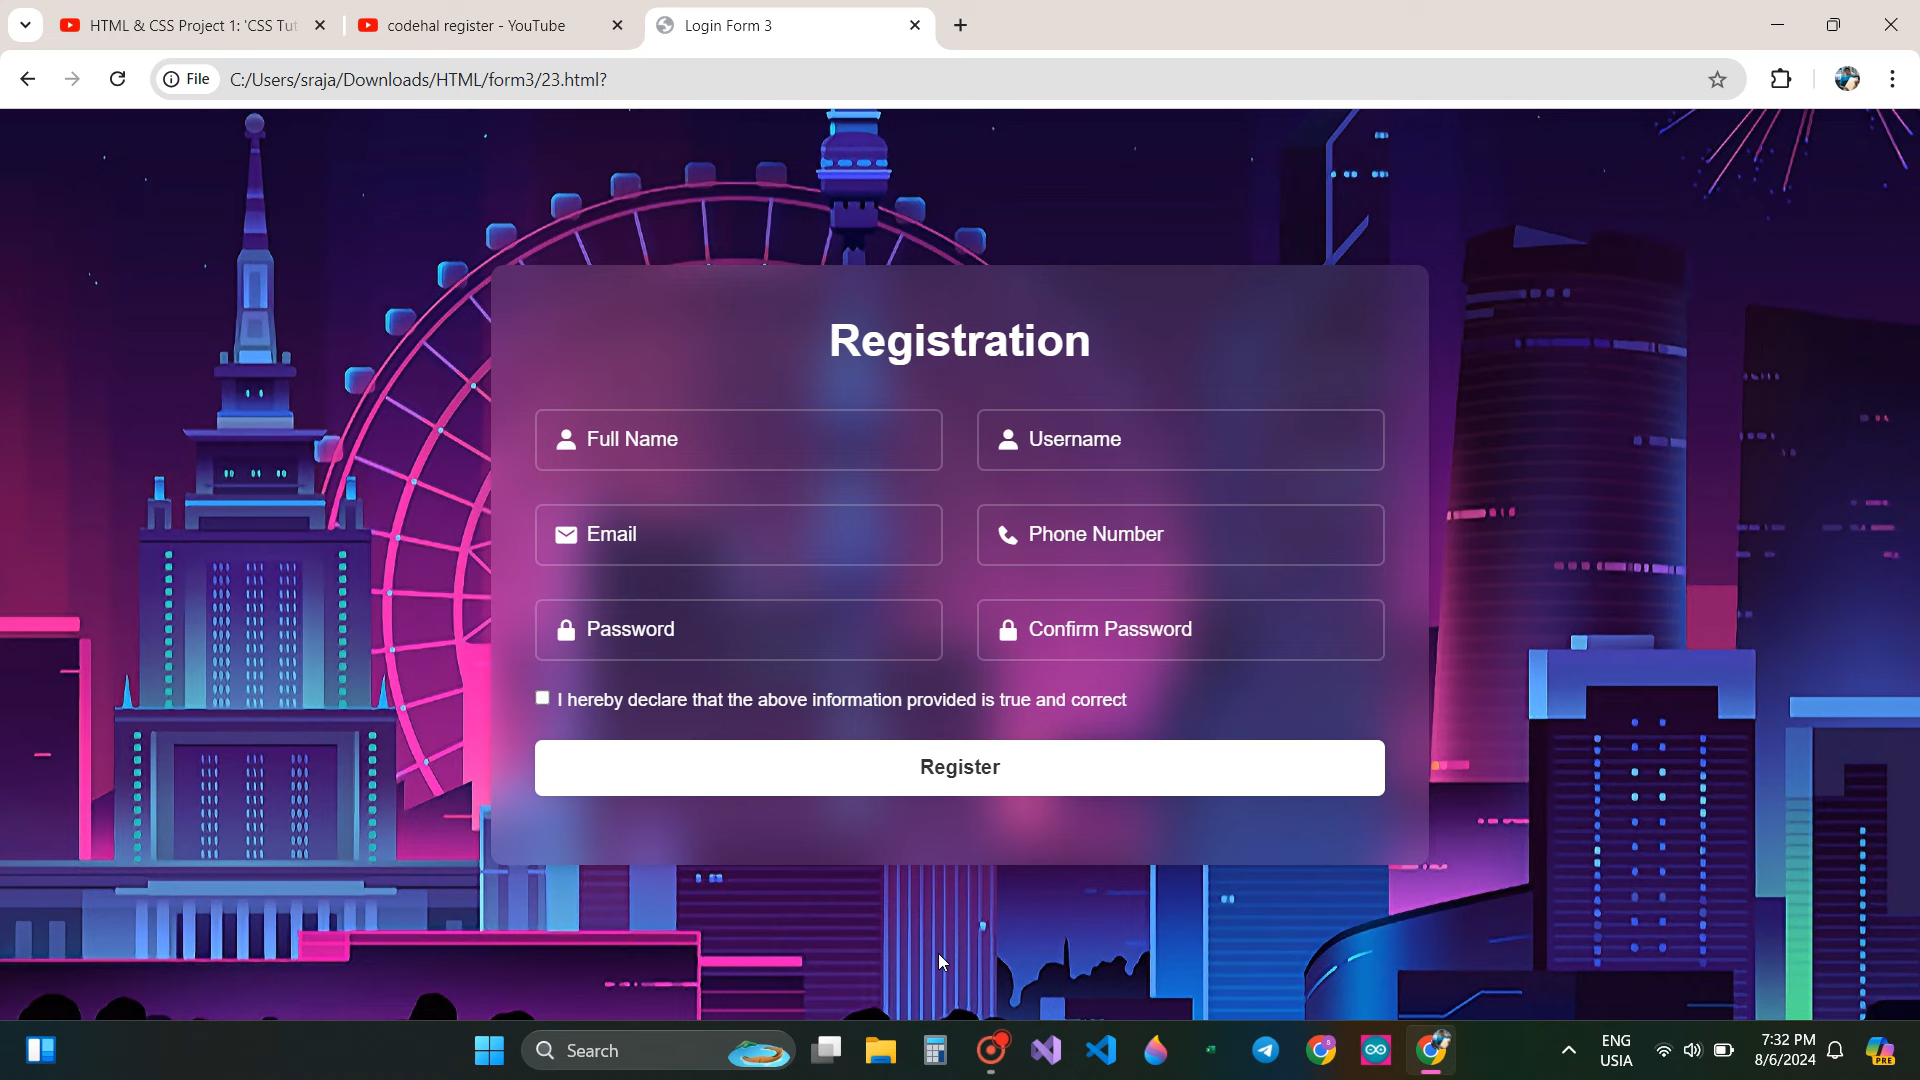 HTML & CSS Project 1: 'CSS Tut
codehal register - YouTube
Login Form 3
File
C:/Users/sraja/Downloads/HTML/form3/23.html?
Registration
Full Name
Username
Email
Phone Number
Password
Confirm Password
I hereby declare that the above information provided is true and correct
Register
Search
ENG
USIA
7:32 PM
8/6/2024
PRE